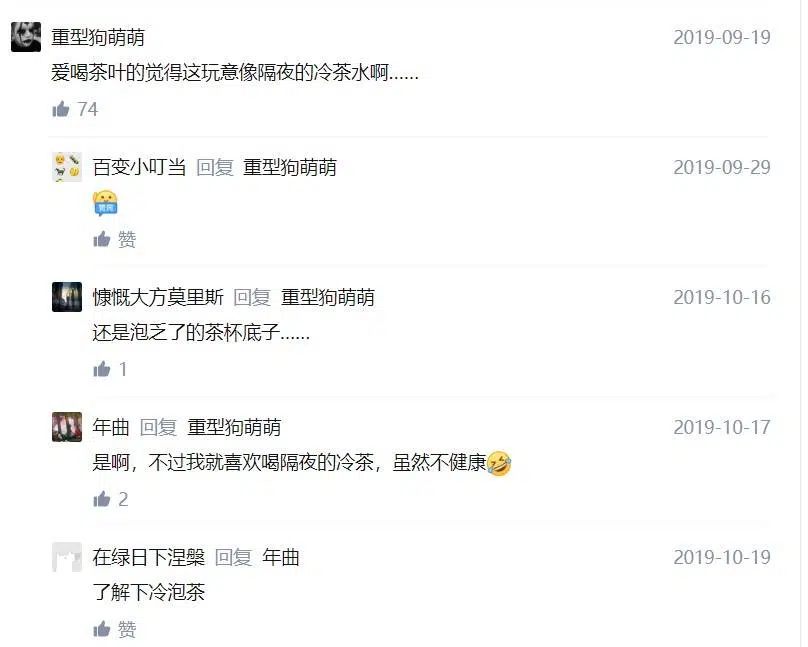 重型狗萌萌 2019-09-19
爱喝茶叶的觉得这玩意像隔夜的冷茶水啊......
74
百变小叮当 回复 重型狗萌萌 2019-09-29
赞同
赞
慷慨大方莫里斯 回复 重型狗萌萌 2019-10-16
还是泡乏了的茶杯底子......
1
年曲 回复 重型狗萌萌 2019-10-17
是啊，不过我就喜欢喝隔夜的冷茶，虽然不健康🤣
2
在绿日下涅槃 回复 年曲 2019-10-19
了解下冷泡茶
赞